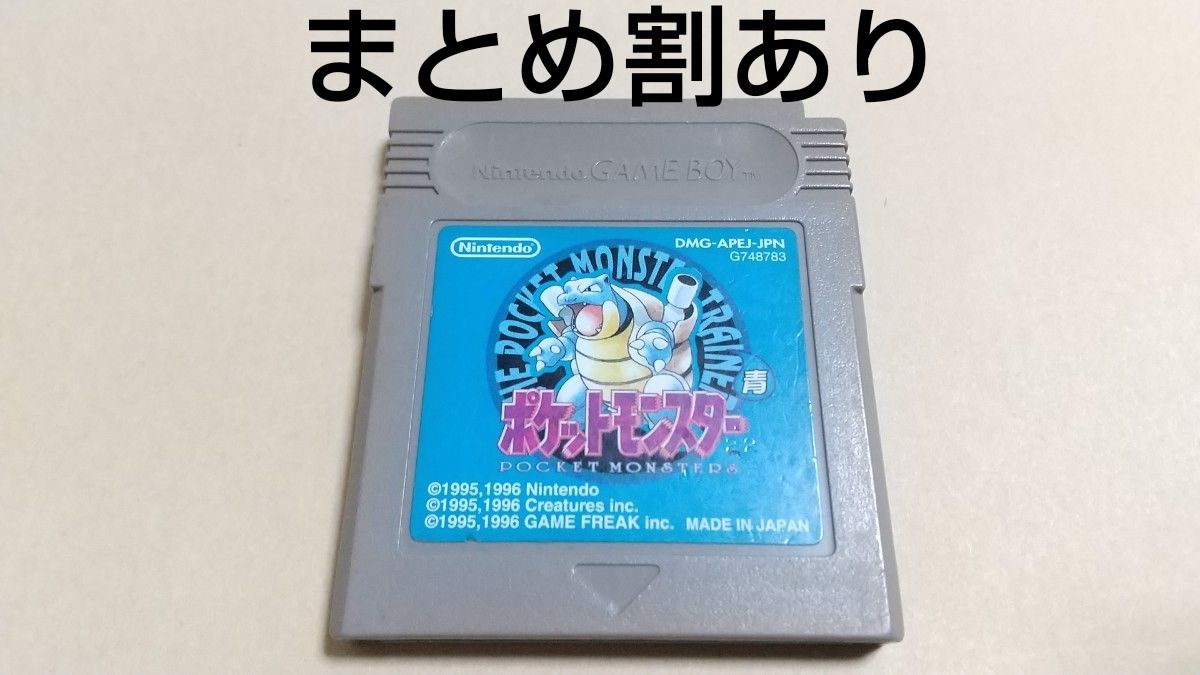 まとめ割あり
Nintendo GAME BOY TM
Nintendo
DMG-APEJ-JPN
G748783
THE POCKET MONSTER TRAINER
青
ポケットモンスター
POCKET MONSTERS
©1995,1996 Nintendo
©1995,1996 Creatures inc.
©1995,1996 GAME FREAK inc. MADE IN JAPAN